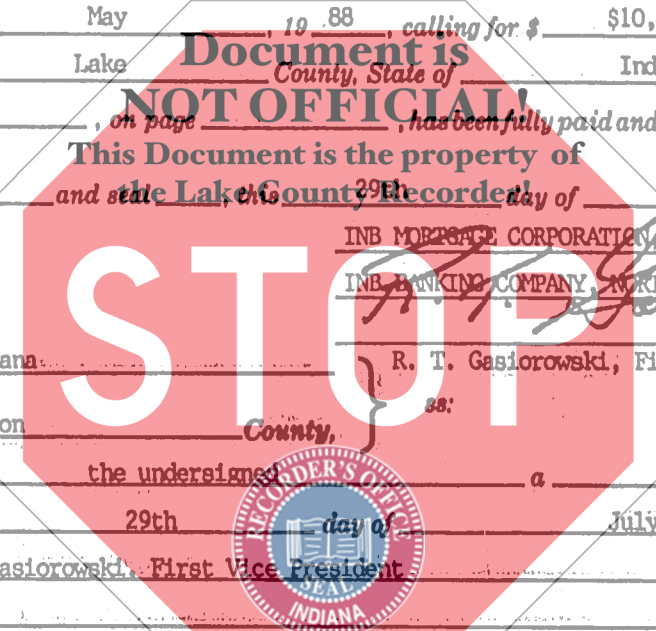 May , 19 88 , calling for $ $10,
Document is
Lake County, State of Ind
NOT OFFICIAL!
, on page , has been fully paid and
This Document is the property of
the Lake County Recorder!
and seal , this 29th day of
INB MORTGAGE CORPORATION,
INB BANKING COMPANY, NOR
STOP
ana R. T. Gasiorowski, Fi
ss:
on County,
the undersigned a
29th day of July
asiorowski, First Vice President
RECORDER'S OFFICE
SEAL
INDIANA